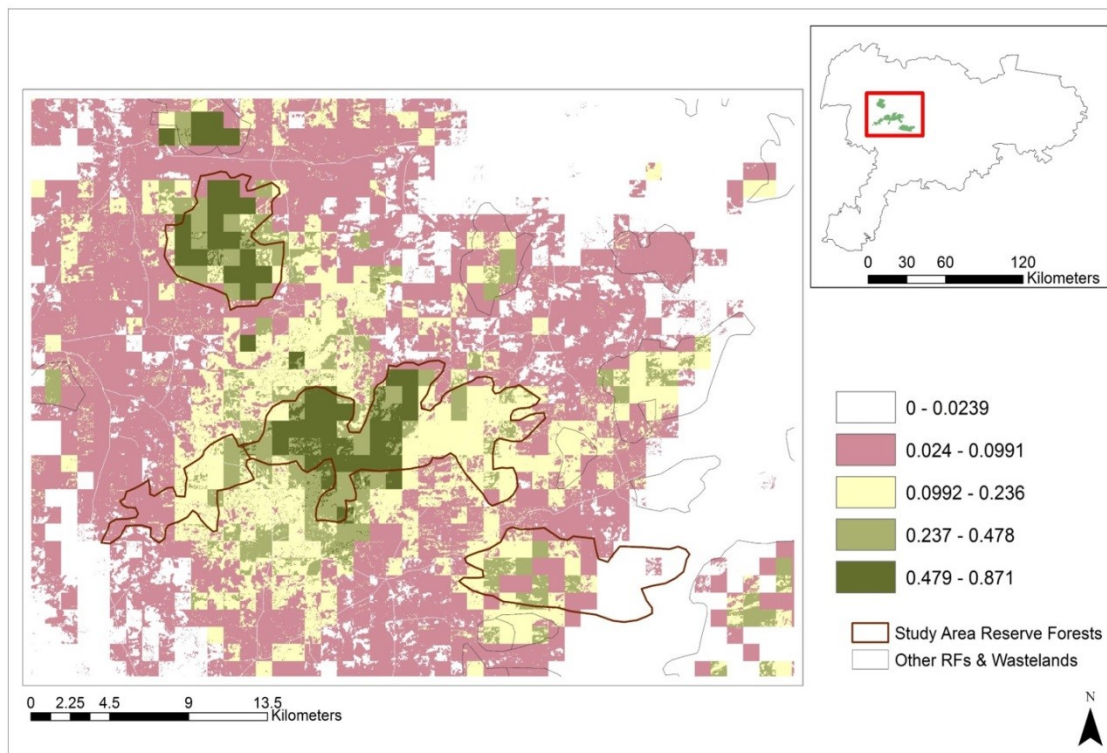 0 30 60 120
Kilometers
0 - 0.0239
0.024 - 0.0991
0.0992 - 0.236
0.237 - 0.478
0.479 - 0.871
Study Area Reserve Forests
Other RFs & Wastelands
0 2.25 4.5 9 13.5
Kilometers
N